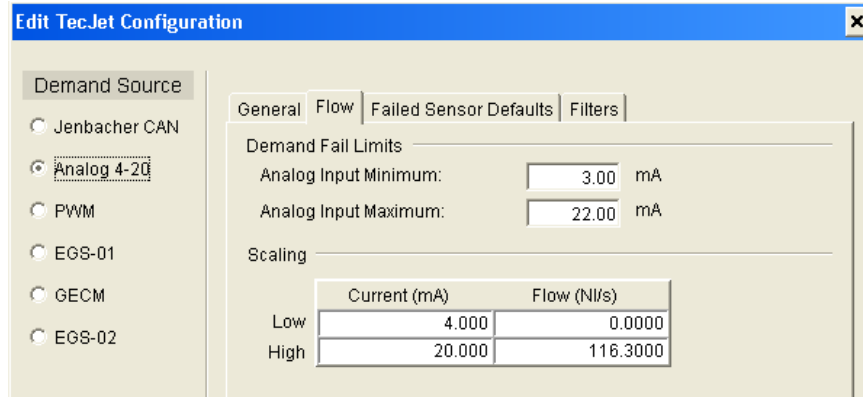 Edit TecJet Configuration
Demand Source
Jenbacher CAN
Analog 4-20
PWM
EGS-01
GECM
EGS-02
General Flow Failed Sensor Defaults Filters
Demand Fail Limits
Analog Input Minimum: 3.00 mA
Analog Input Maximum: 22.00 mA
Scaling
Current (mA) Flow (Nl/s)
Low 4.000 0.0000
High 20.000 116.3000